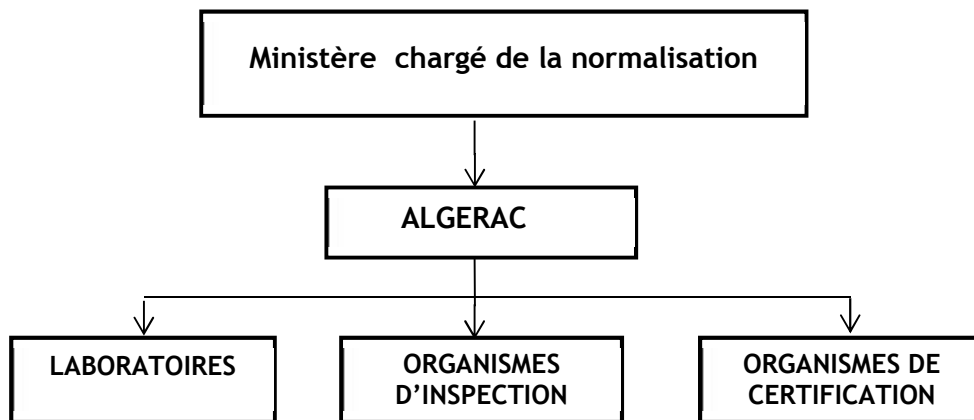 Ministère chargé de la normalisation
ALGERAC
LABORATOIRES
ORGANISMES
D’INSPECTION
ORGANISMES DE
CERTIFICATION